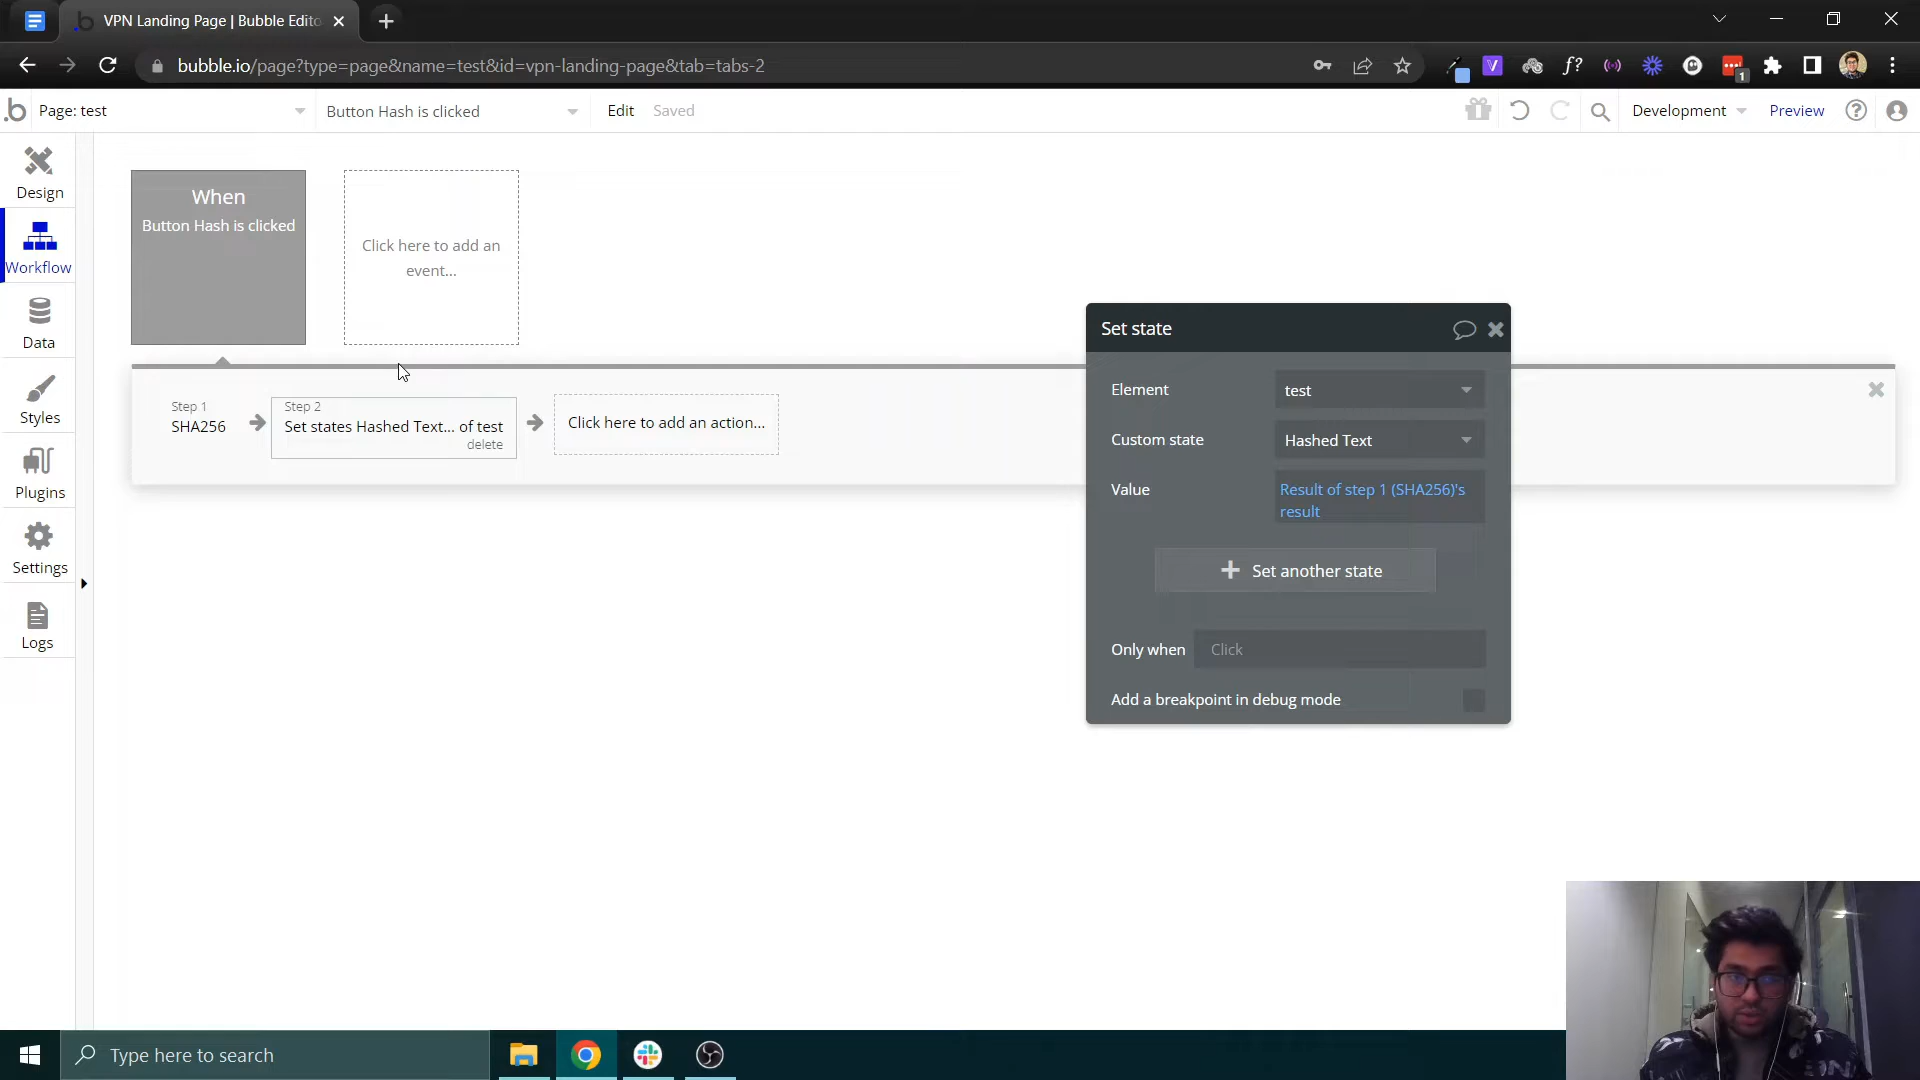 VPN Landing Page | Bubble Edito
bubble.io/page?type=page&name=test&id=vpn-landing-page&tab=tabs-2
1
.b
Page: test
Button Hash is clicked
Edit
Saved
Development
Preview
Design
Workflow
Data
Styles
Plugins
Settings
Logs
When
Button Hash is clicked
Click here to add an
event...
Step 1
SHA256
Step 2
Set states Hashed Text... of test
delete
Click here to add an action...
Set state
Element
test
Custom state
Hashed Text
Value
Result of step 1 (SHA256)'s
result
Set another state
Only when
Click
Add a breakpoint in debug mode
Type here to search